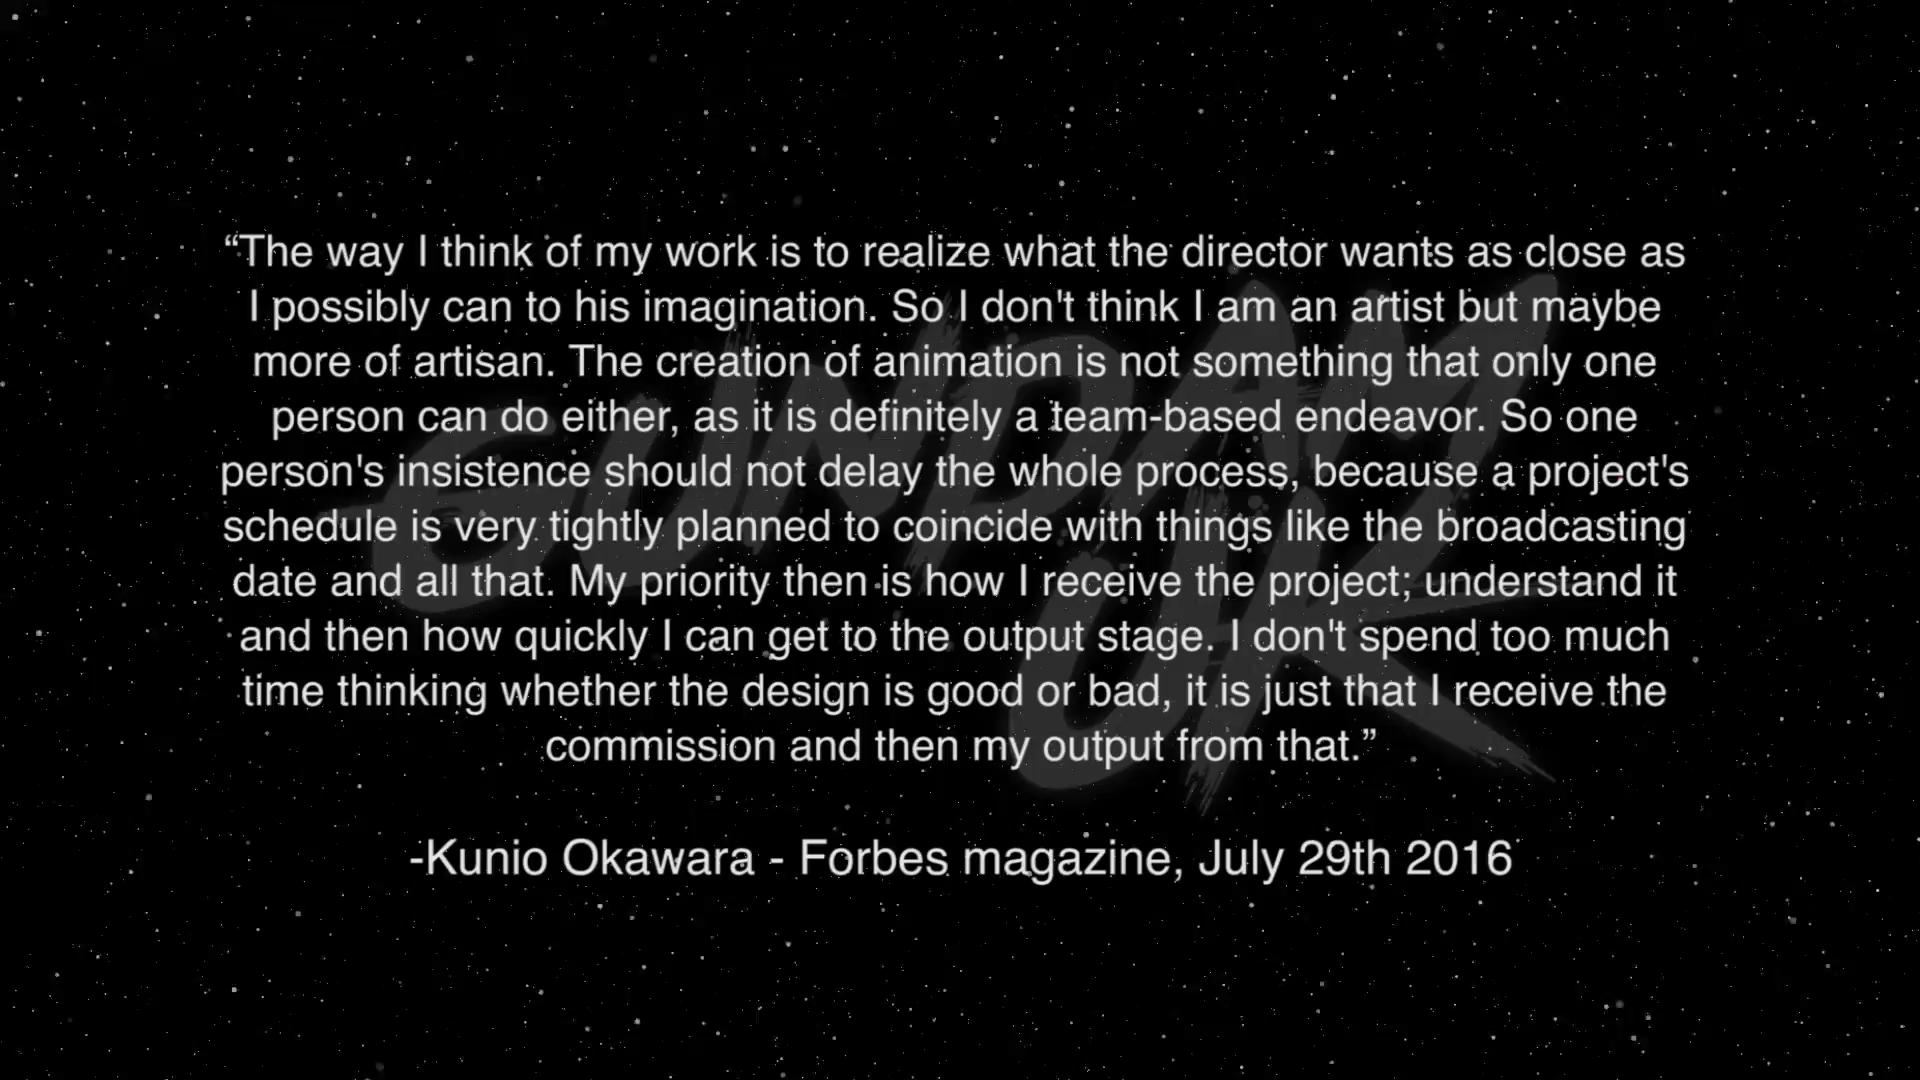 “The way I think of my work is to realize what the director wants as close as
I possibly can to his imagination. So I don't think I am an artist but maybe
more of artisan. The creation of animation is not something that only one
person can do either, as it is definitely a team-based endeavor. So one
person's insistence should not delay the whole process, because a project's
schedule is very tightly planned to coincide with things like the broadcasting
date and all that. My priority then is how I receive the project; understand it
and then how quickly I can get to the output stage. I don't spend too much
time thinking whether the design is good or bad, it is just that I receive the
commission and then my output from that.”
-Kunio Okawara - Forbes magazine, July 29th 2016
GUNDAM
UK